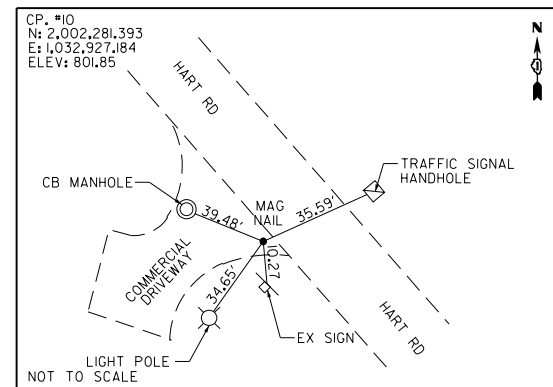 CP. #10
N: 2,002,281.393
E: 1,032,927.184
ELEV: 801.85
N
HART RD
TRAFFIC SIGNAL
HANDHOLE
CB MANHOLE
MAG
NAIL
39.48'
35.59'
10.27
34.65'
COMMERCIAL
DRIVEWAY
HART RD
EX SIGN
LIGHT POLE
NOT TO SCALE